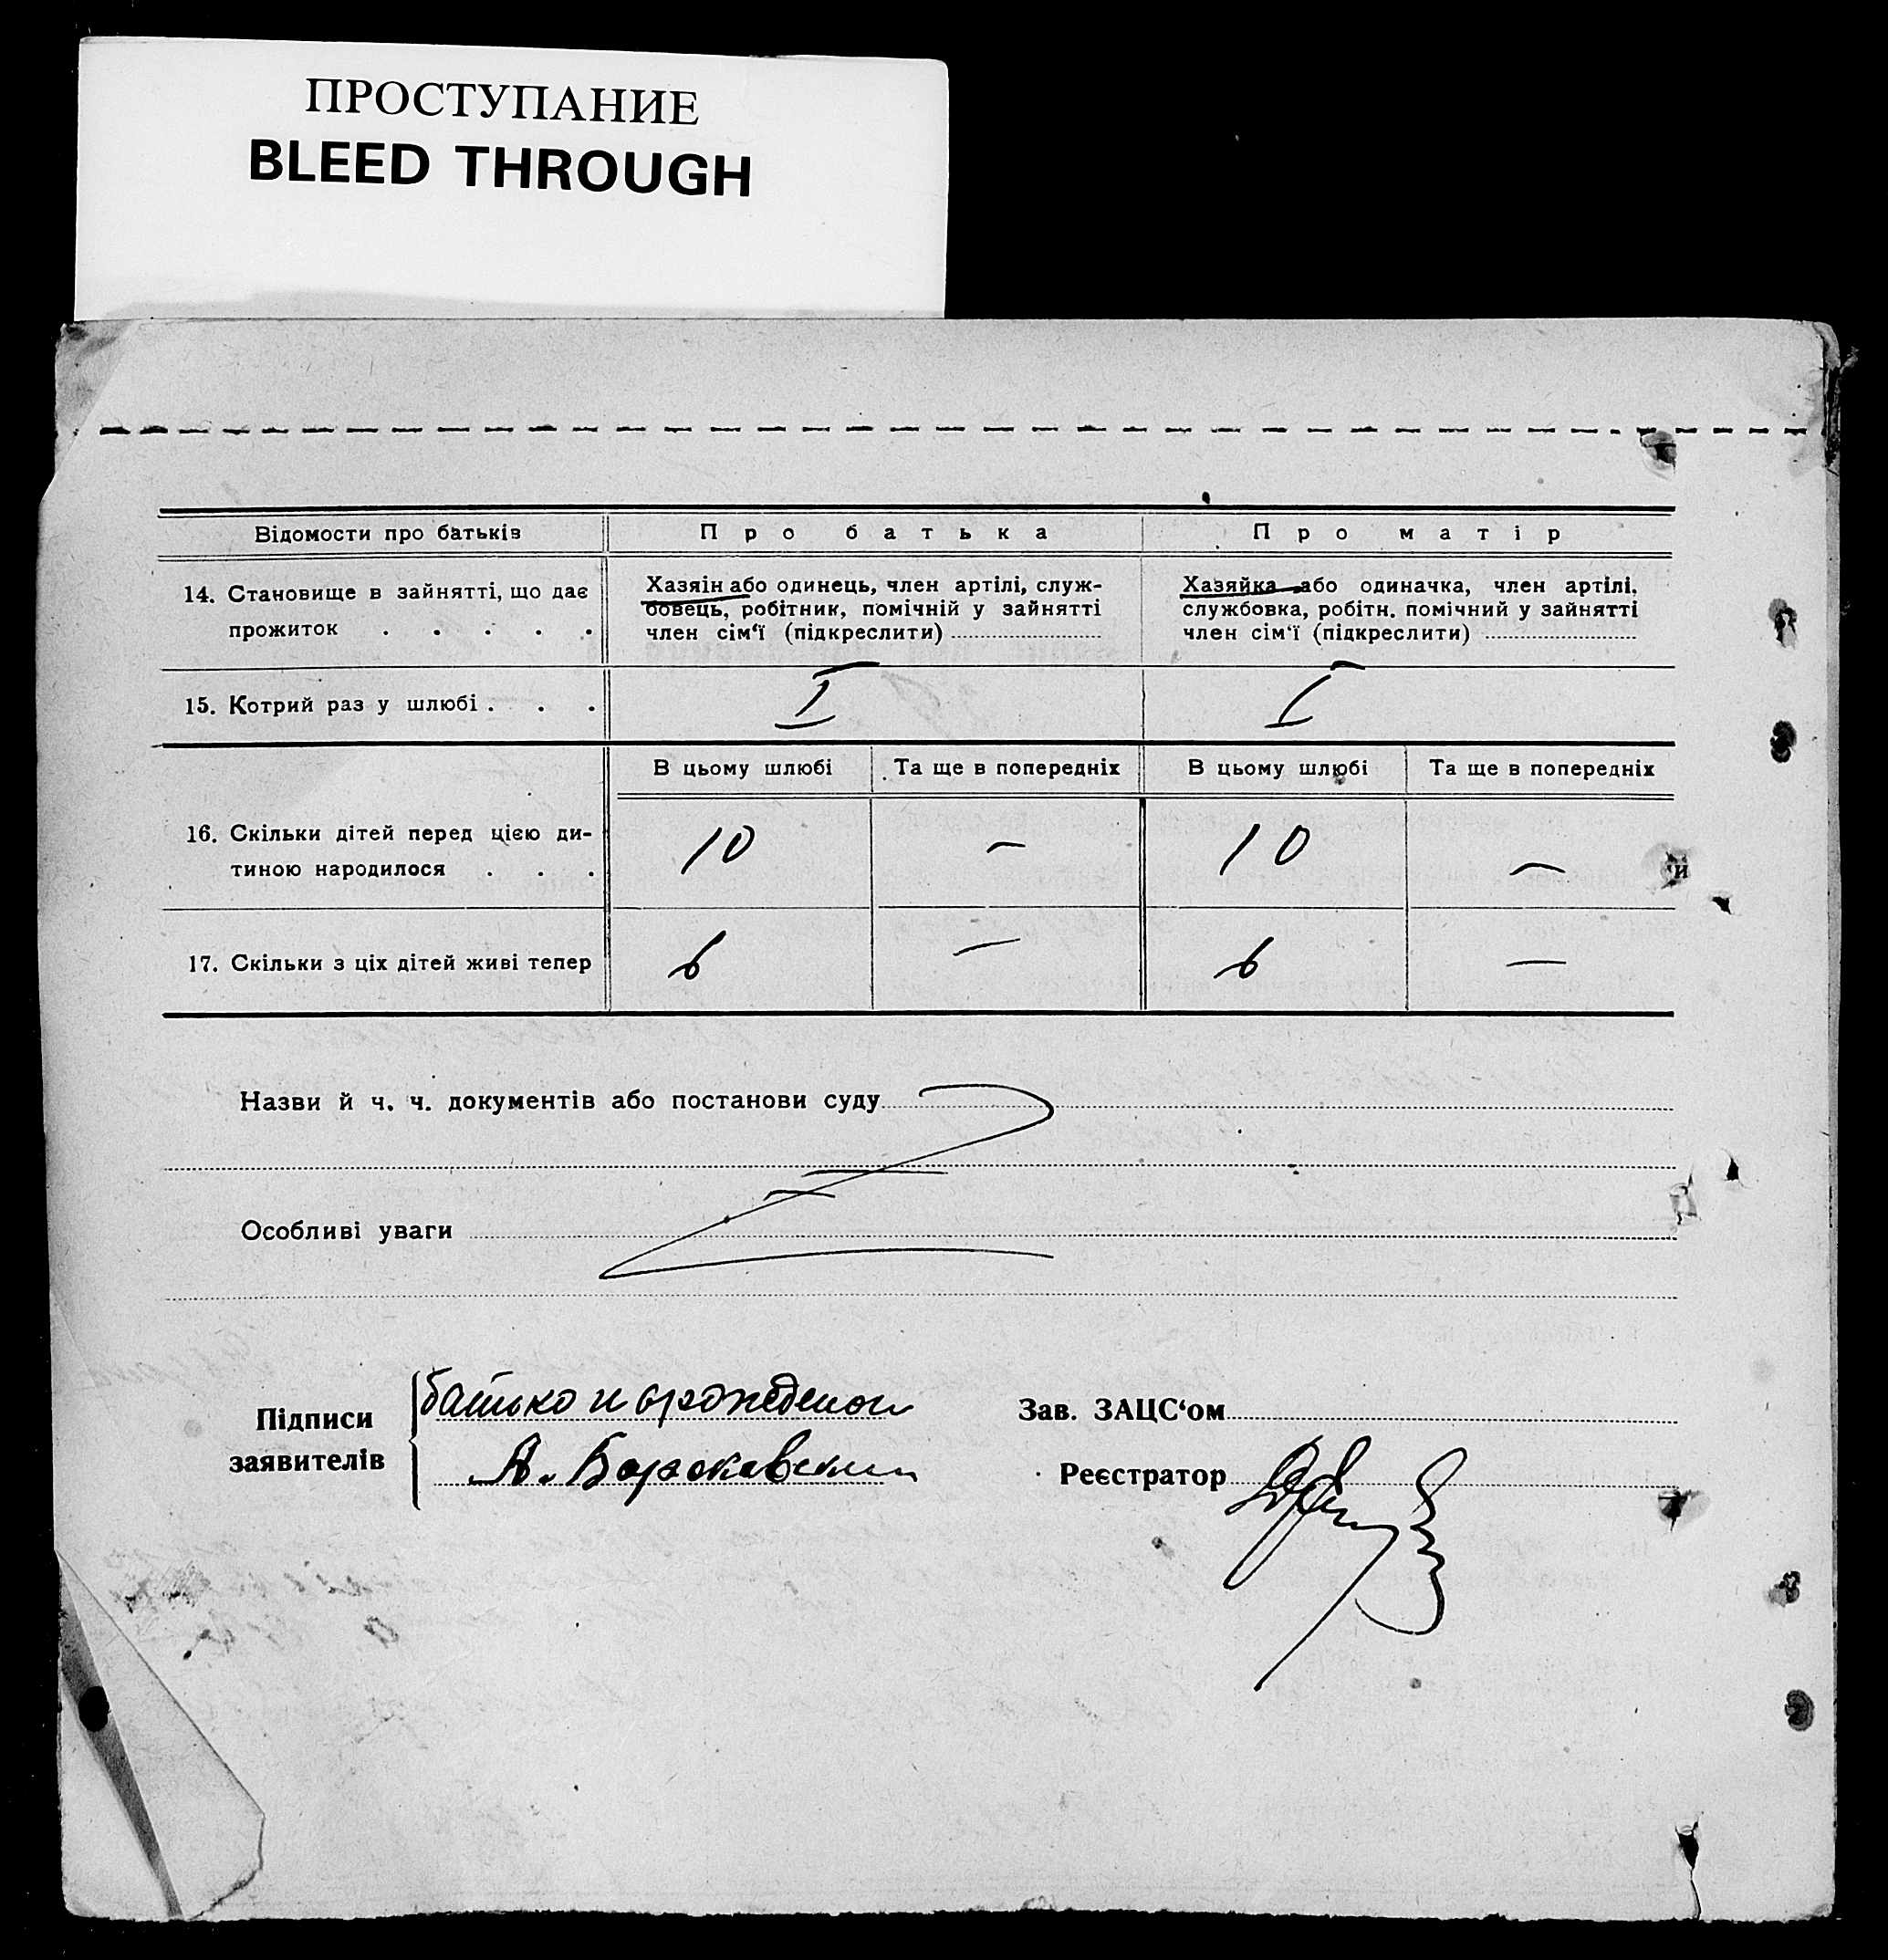 ПРОСТУПАНИЕ
BLEED THROUGH
Відомости про батьків
Про батька
Про матір
14. Становище в зайнятті, що дає
прожиток . . . . .
Хазяїн або одинець, член артілі, служ-
бовець, робітник, помічній у зайнятті
член сім‘ї (підкреслити)
Хазяйка або одиначка, член артілі,
службовка, робітн. помічний у зайнятті
член сім‘ї (підкреслити)
15. Котрий раз у шлюбі . . .
I
I
В цьому шлюбі
Та ще в попередніх
В цьому шлюбі
Та ще в попередніх
16. Скільки дітей перед цією ди-
тиною народилося . . .
10
—
10
—
17. Скільки з ціх дітей живі тепер
6
—
6
—
Назви й ч. ч. документів або постанови суду
Особливі уваги
Підписи
заявителів
батько
А.
Зав. ЗАЦС‘ом
Реєстратор